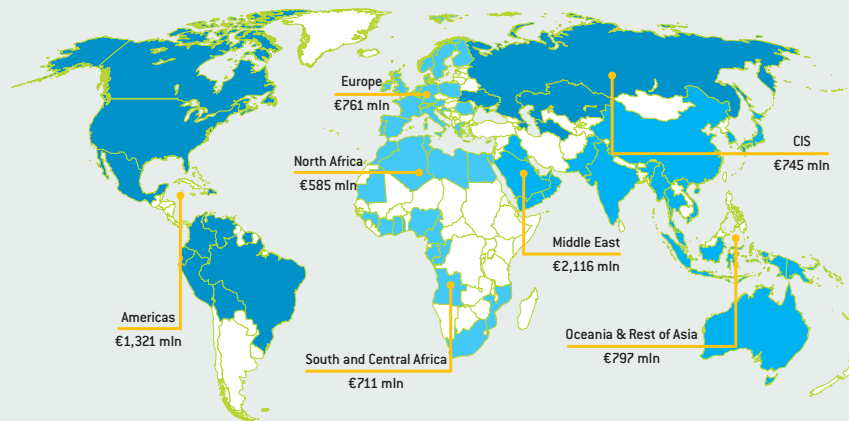 Europe
€761 mln
CIS
€745 mln
North Africa
€585 mln
Middle East
€2,116 mln
Americas
€1,321 mln
Oceania & Rest of Asia
€797 mln
South and Central Africa
€711 mln